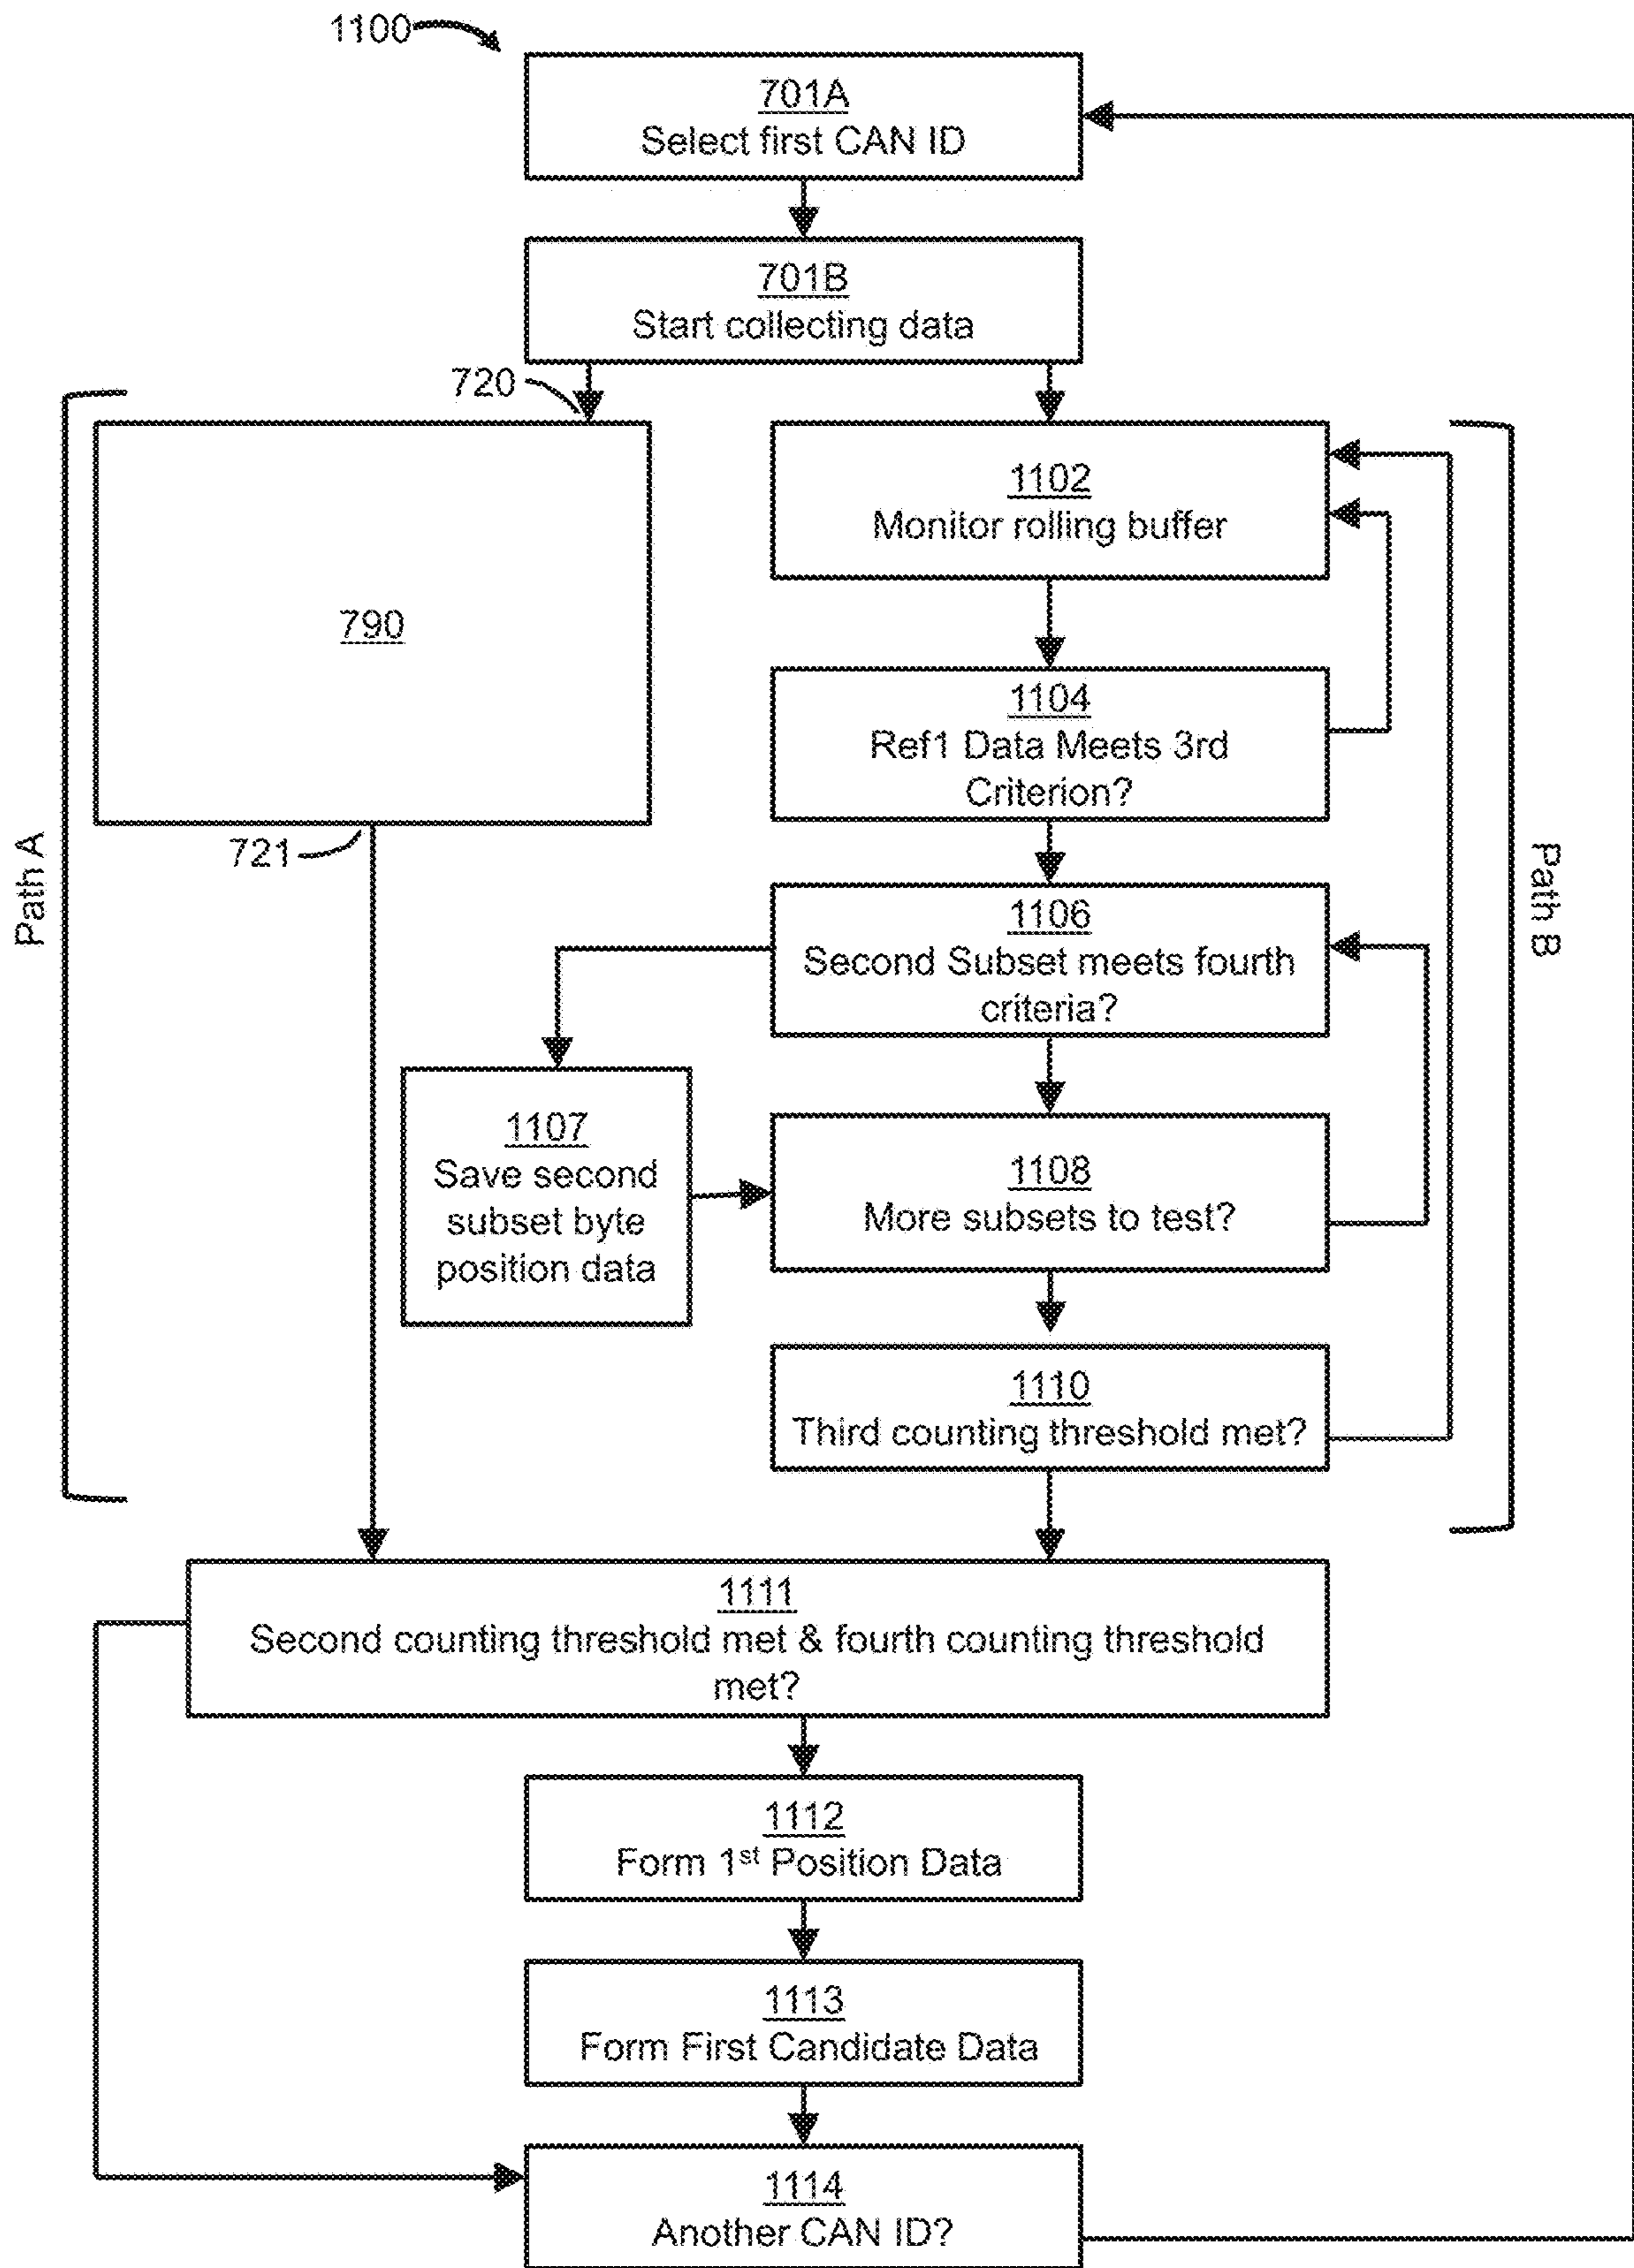 1100
701A
Select first CAN ID
701B
Start collecting data
720
790
721
Path A
1102
Monitor rolling buffer
1104
Ref1 Data Meets 3rd
Criterion?
1106
Second Subset meets fourth
criteria?
1107
Save second
subset byte
position data
1108
More subsets to test?
1110
Third counting threshold met?
Path B
1111
Second counting threshold met & fourth counting threshold
met?
1112
Form 1st Position Data
1113
Form First Candidate Data
1114
Another CAN ID?